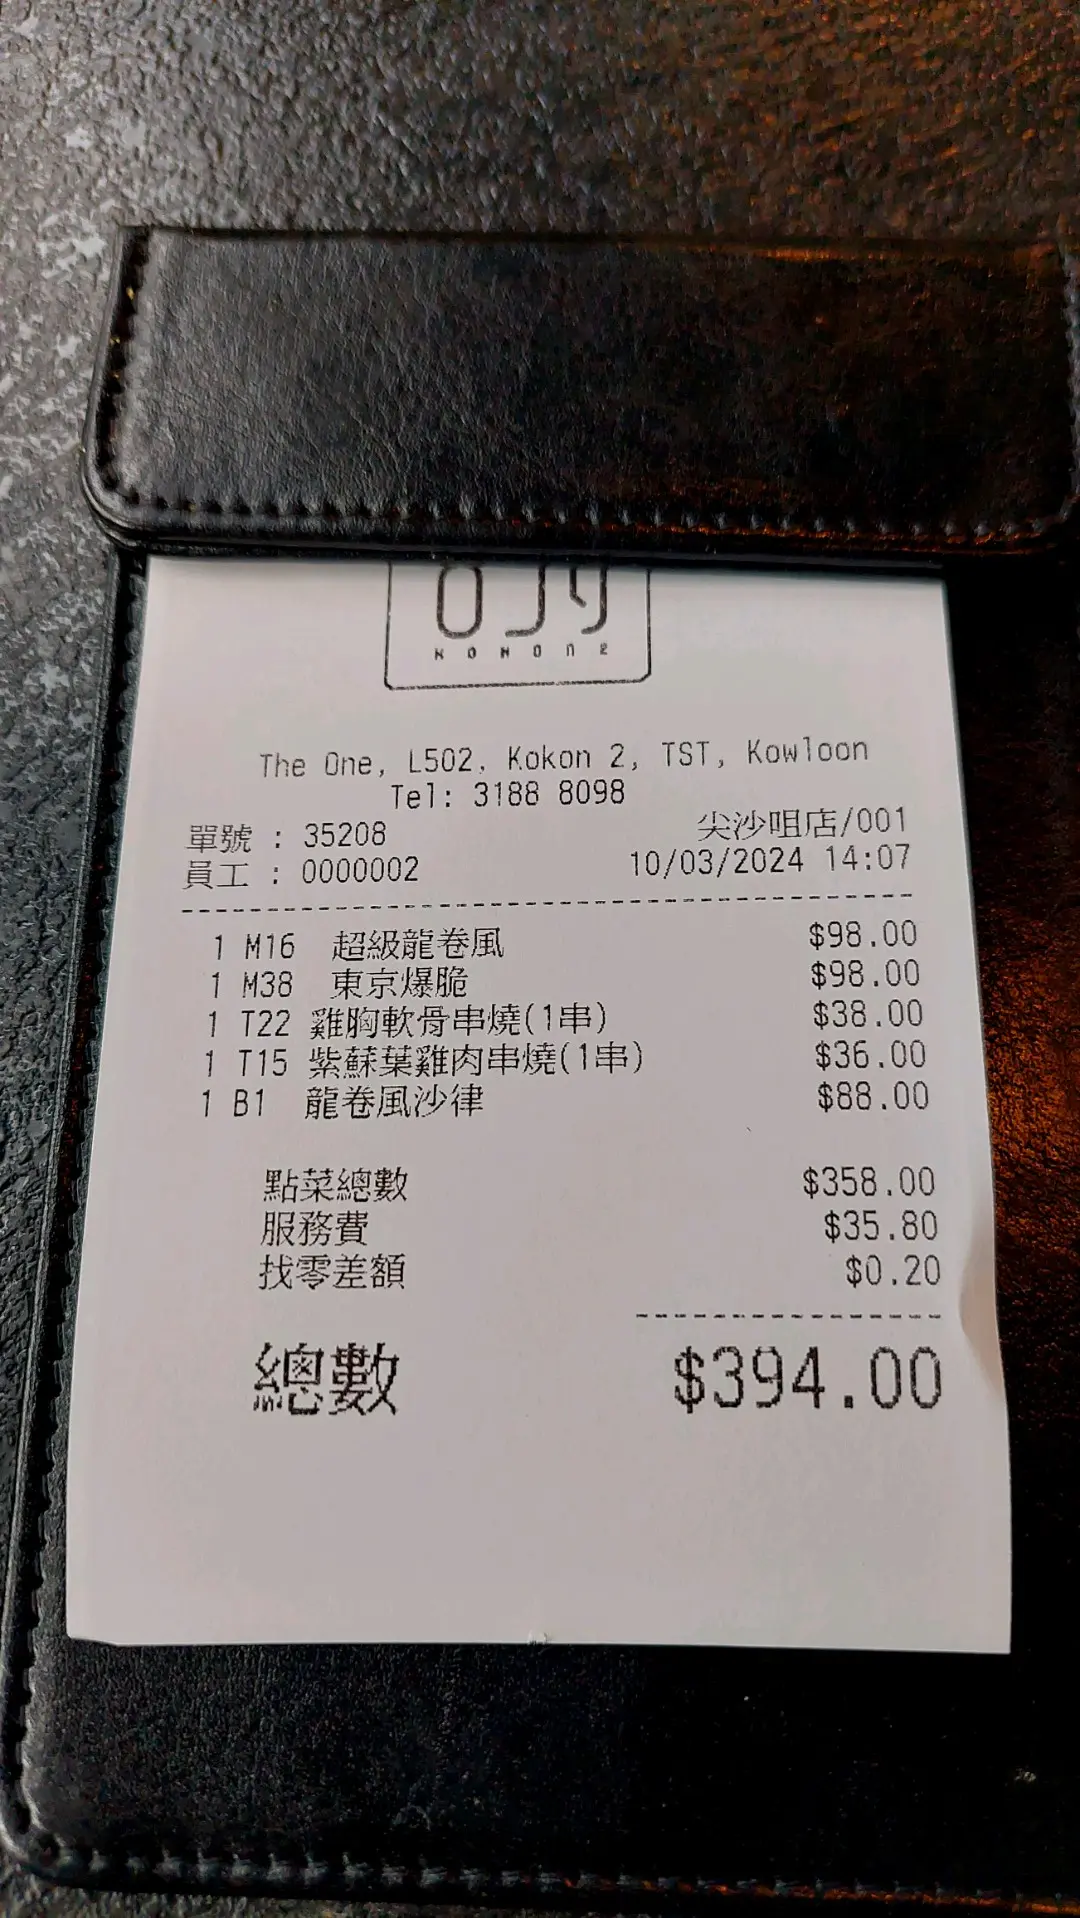 KOKON2
The One, L502, Kokon 2, TST, Kowloon
Tel: 3188 8098
單號 : 35208 尖沙咀店/001
員工 : 0000002 10/03/2024 14:07
1 M16 超級龍卷風 $98.00
1 M38 東京爆脆 $98.00
1 T22 雞胸軟骨串燒(1串) $38.00
1 T15 紫蘇葉雞肉串燒(1串) $36.00
1 B1 龍卷風沙律 $88.00
點菜總數 $358.00
服務費 $35.80
找零差額 $0.20
總數 $394.00